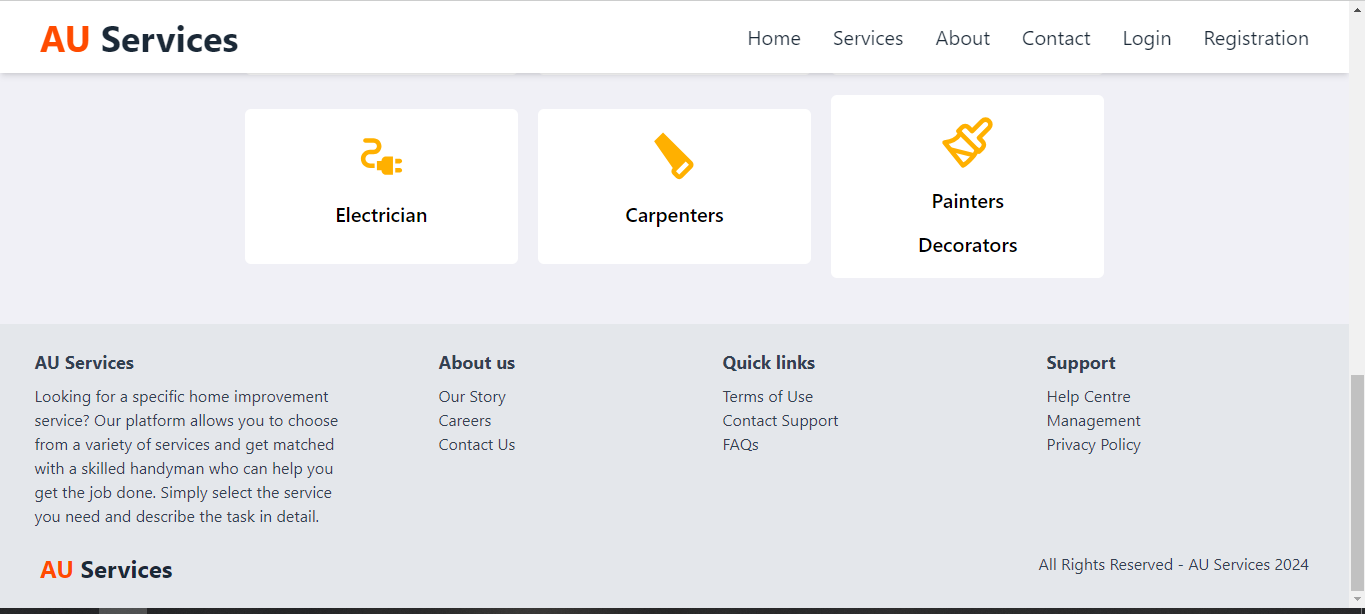 AU Services
Home Services About Contact Login Registration
Electrician
Carpenters
Painters
Decorators
AU Services
Looking for a specific home improvement
service? Our platform allows you to choose
from a variety of services and get matched
with a skilled handyman who can help you
get the job done. Simply select the service
you need and describe the task in detail.
About us
Our Story
Careers
Contact Us
Quick links
Terms of Use
Contact Support
FAQs
Support
Help Centre
Management
Privacy Policy
AU Services
All Rights Reserved - AU Services 2024